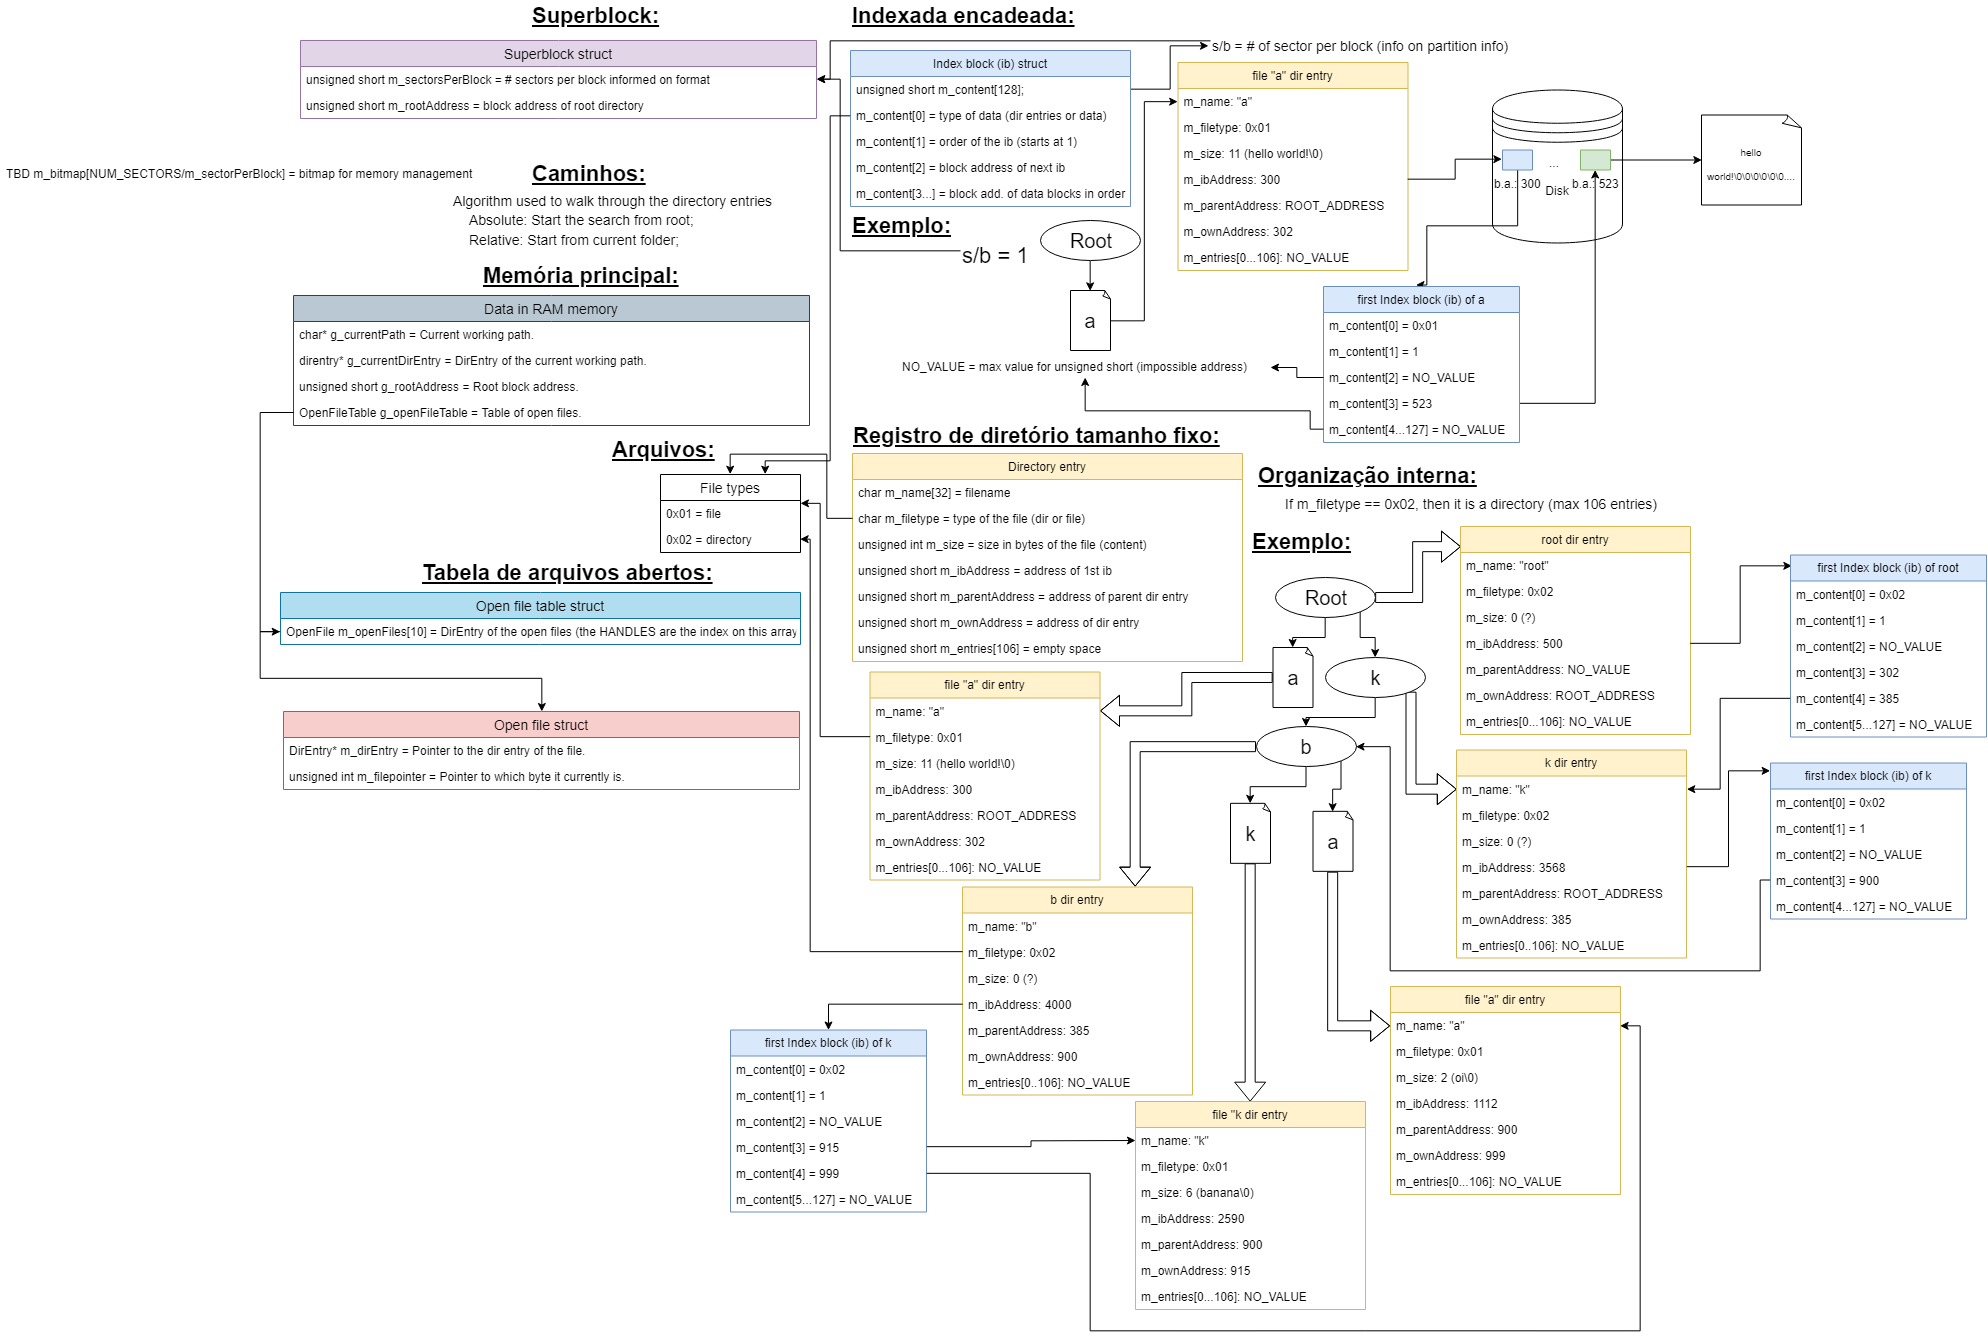 Superblock:
Superblock struct
unsigned short m_sectorsPerBlock = # sectors per block informed on format
unsigned short m_rootAddress = block address of root directory
TBD m_bitmap[NUM_SECTORS/m_sectorPerBlock] = bitmap for memory management
Caminhos:
Algorithm used to walk through the directory entries
Absolute: Start the search from root;
Relative: Start from current folder;
Memória principal:
Data in RAM memory
char* g_currentPath = Current working path.
direntry* g_currentDirEntry = DirEntry of the current working path.
unsigned short g_rootAddress = Root block address.
OpenFileTable g_openFileTable = Table of open files.
Arquivos:
File types
0x01 = file
0x02 = directory
Tabela de arquivos abertos:
Open file table struct
OpenFile m_openFiles[10] = DirEntry of the open files (the HANDLES are the index on this array
Open file struct
DirEntry* m_dirEntry = Pointer to the dir entry of the file.
unsigned int m_filepointer = Pointer to which byte it currently is.
Indexada encadeada:
s/b = # of sector per block (info on partition info)
Index block (ib) struct
unsigned short m_content[128];
m_content[0] = type of data (dir entries or data)
m_content[1] = order of the ib (starts at 1)
m_content[2] = block address of next ib
m_content[3...] = block add. of data blocks in order
Exemplo:
s/b = 1
Root
a
file "a" dir entry
m_name: "a"
m_filetype: 0x01
m_size: 11 (hello world!\0)
m_ibAddress: 300
m_parentAddress: ROOT_ADDRESS
m_ownAddress: 302
m_entries[0...106]: NO_VALUE
...
b.a.: 300
Disk
b.a.: 523
hello
world!\0\0\0\0\0\0....
first Index block (ib) of a
m_content[0] = 0x01
m_content[1] = 1
m_content[2] = NO_VALUE
m_content[3] = 523
m_content[4...127] = NO_VALUE
NO_VALUE = max value for unsigned short (impossible address)
Registro de diretório tamanho fixo:
Directory entry
char m_name[32] = filename
char m_filetype = type of the file (dir or file)
unsigned int m_size = size in bytes of the file (content)
unsigned short m_ibAddress = address of 1st ib
unsigned short m_parentAddress = address of parent dir entry
unsigned short m_ownAddress = address of dir entry
unsigned short m_entries[106] = empty space
Organização interna:
If m_filetype == 0x02, then it is a directory (max 106 entries)
Exemplo:
Root
a
k
b
k
a
root dir entry
m_name: "root"
m_filetype: 0x02
m_size: 0 (?)
m_ibAddress: 500
m_parentAddress: NO_VALUE
m_ownAddress: ROOT_ADDRESS
m_entries[0...106]: NO_VALUE
first Index block (ib) of root
m_content[0] = 0x02
m_content[1] = 1
m_content[2] = NO_VALUE
m_content[3] = 302
m_content[4] = 385
m_content[5...127] = NO_VALUE
file "a" dir entry
m_name: "a"
m_filetype: 0x01
m_size: 11 (hello world!\0)
m_ibAddress: 300
m_parentAddress: ROOT_ADDRESS
m_ownAddress: 302
m_entries[0...106]: NO_VALUE
k dir entry
m_name: "k"
m_filetype: 0x02
m_size: 0 (?)
m_ibAddress: 3568
m_parentAddress: ROOT_ADDRESS
m_ownAddress: 385
m_entries[0..106]: NO_VALUE
first Index block (ib) of k
m_content[0] = 0x02
m_content[1] = 1
m_content[2] = NO_VALUE
m_content[3] = 900
m_content[4...127] = NO_VALUE
b dir entry
m_name: "b"
m_filetype: 0x02
m_size: 0 (?)
m_ibAddress: 4000
m_parentAddress: 385
m_ownAddress: 900
m_entries[0..106]: NO_VALUE
first Index block (ib) of k
m_content[0] = 0x02
m_content[1] = 1
m_content[2] = NO_VALUE
m_content[3] = 915
m_content[4] = 999
m_content[5...127] = NO_VALUE
file "k dir entry
m_name: "k"
m_filetype: 0x01
m_size: 6 (banana\0)
m_ibAddress: 2590
m_parentAddress: 900
m_ownAddress: 915
m_entries[0...106]: NO_VALUE
file "a" dir entry
m_name: "a"
m_filetype: 0x01
m_size: 2 (oi\0)
m_ibAddress: 1112
m_parentAddress: 900
m_ownAddress: 999
m_entries[0...106]: NO_VALUE